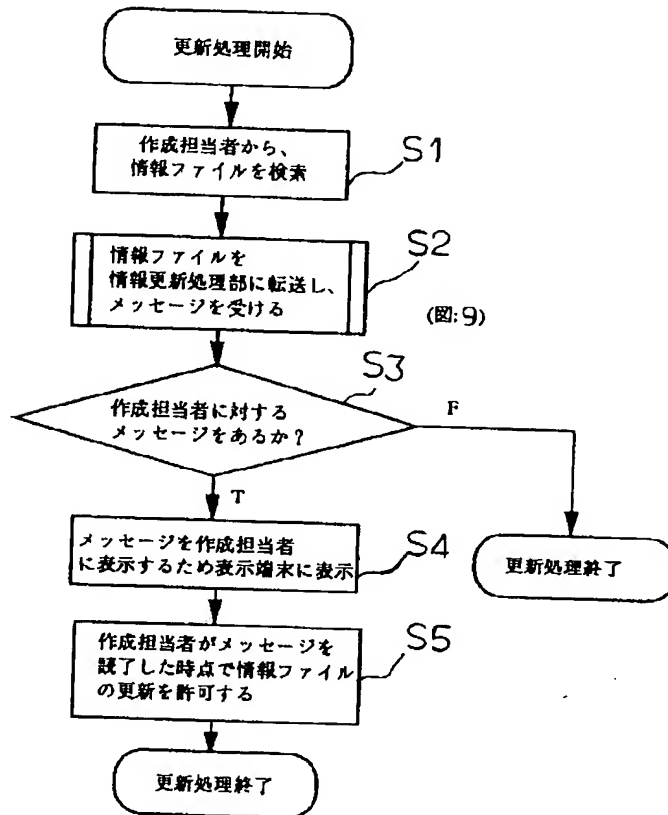 更新処理開始
作成担当者から、
情報ファイルを検索
S1
情報ファイルを
情報更新処理部に転送し、
メッセージを受ける
S2
(図:9)
S3
作成担当者に対する
メッセージをあるか?
F
T
メッセージを作成担当者
に表示するため表示端末に表示
S4
更新処理終了
作成担当者がメッセージを
読了した時点で情報ファイル
の更新を許可する
S5
更新処理終了